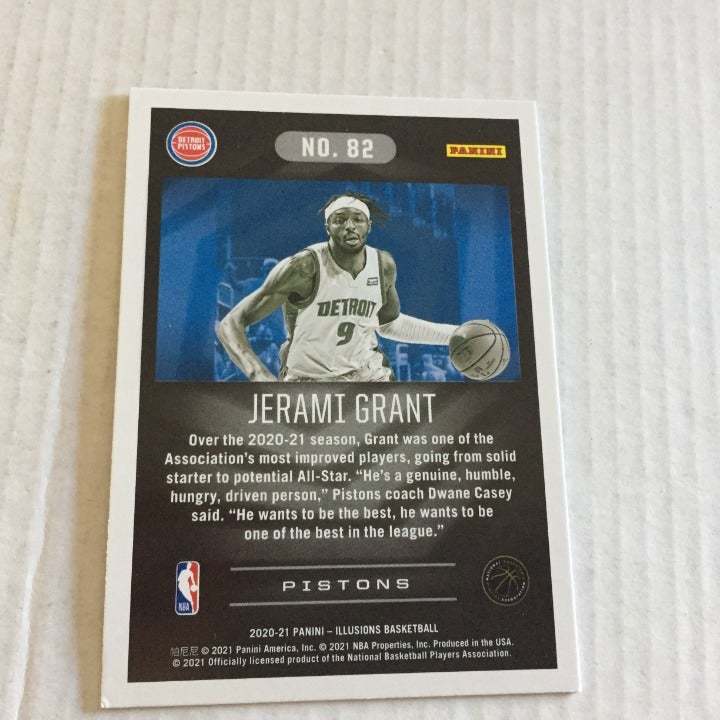 DETROIT
PISTONS
NO. 82
PANINI
DETROIT
9
JERAMI GRANT
Over the 2020-21 season, Grant was one of the
Association's most improved players, going from solid
starter to potential All-Star. “He's a genuine, humble,
hungry, driven person,” Pistons coach Dwane Casey
said. “He wants to be the best, he wants to be
one of the best in the league.”
NBA
PISTONS
2020-21 PANINI – ILLUSIONS BASKETBALL
帕尼尼 © 2021 Panini America, Inc. © 2021 NBA Properties, Inc. Produced in the USA.
© 2021 Officially licensed product of the National Basketball Players Association.